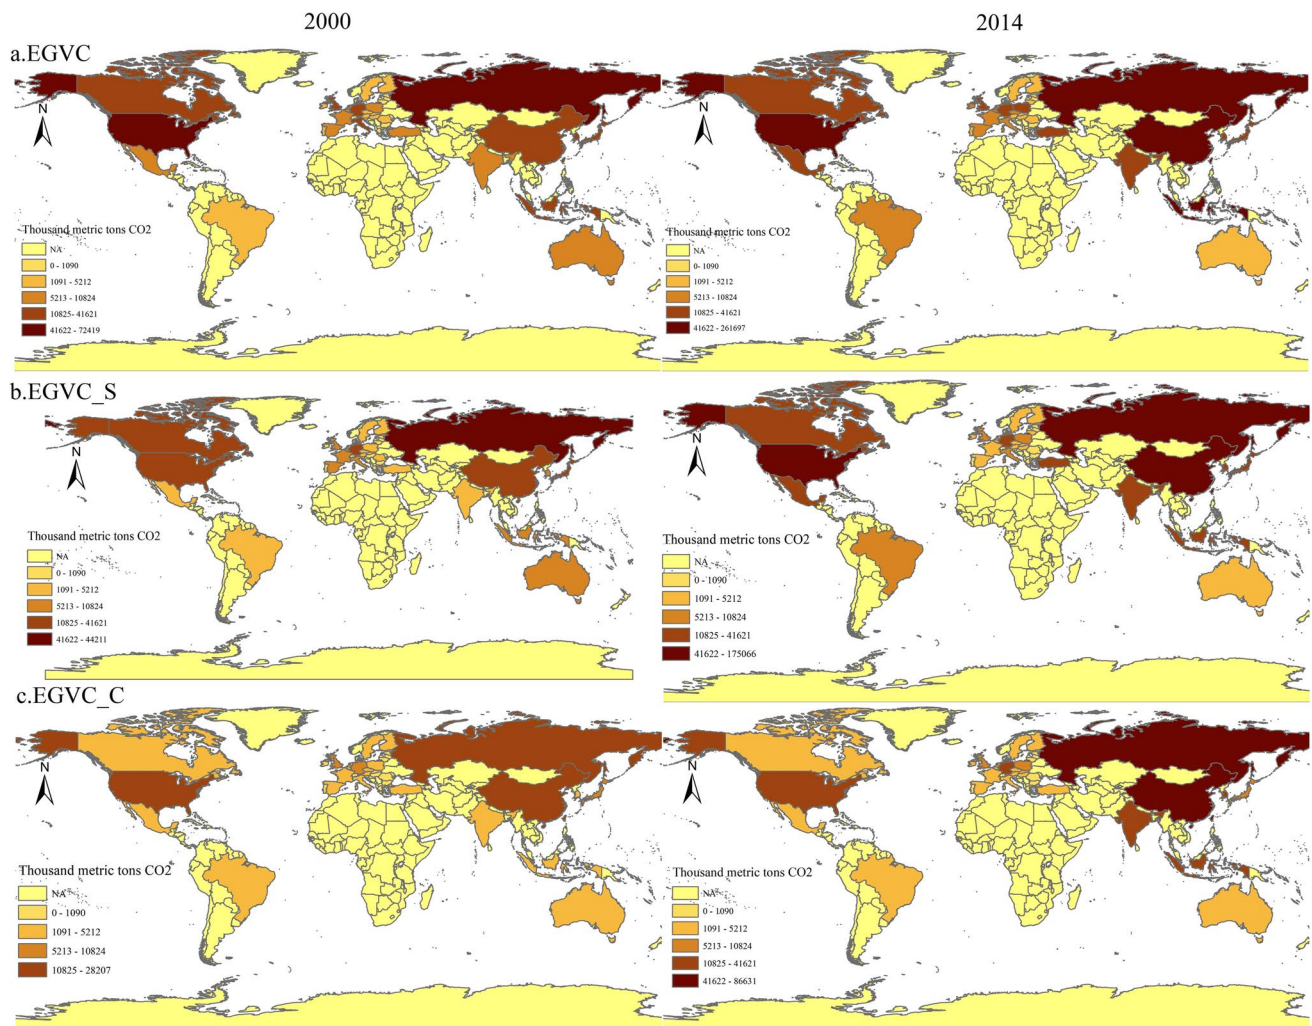 2000
2014
a.EGVC
N
Thousand metric tons CO2
NA
0 - 1090
1091 - 5212
5213 - 10824
10825- 41621
41622 - 72419
N
Thousand metric tons CO2
NA
0 -1090
1091 - 5212
5213 - 10824
10825 - 41621
41622 - 261697
b.EGVC_S
N
Thousand metric tons CO2
NA
0 - 1090
1091 - 5212
5213 - 10824
10825 - 41621
41622 - 44211
N
Thousand metric tons CO2
NA
0 - 1090
1091 - 5212
5213 - 10824
10825 - 41621
41622 - 175066
c.EGVC_C
N
Thousand metric tons CO2
NA
0 - 1090
1091 - 5212
5213 - 10824
10825 - 28207
N
Thousand metric tons CO2
NA
0 - 1090
1091 - 5212
5213 - 10824
10825 - 41621
41622 - 86631